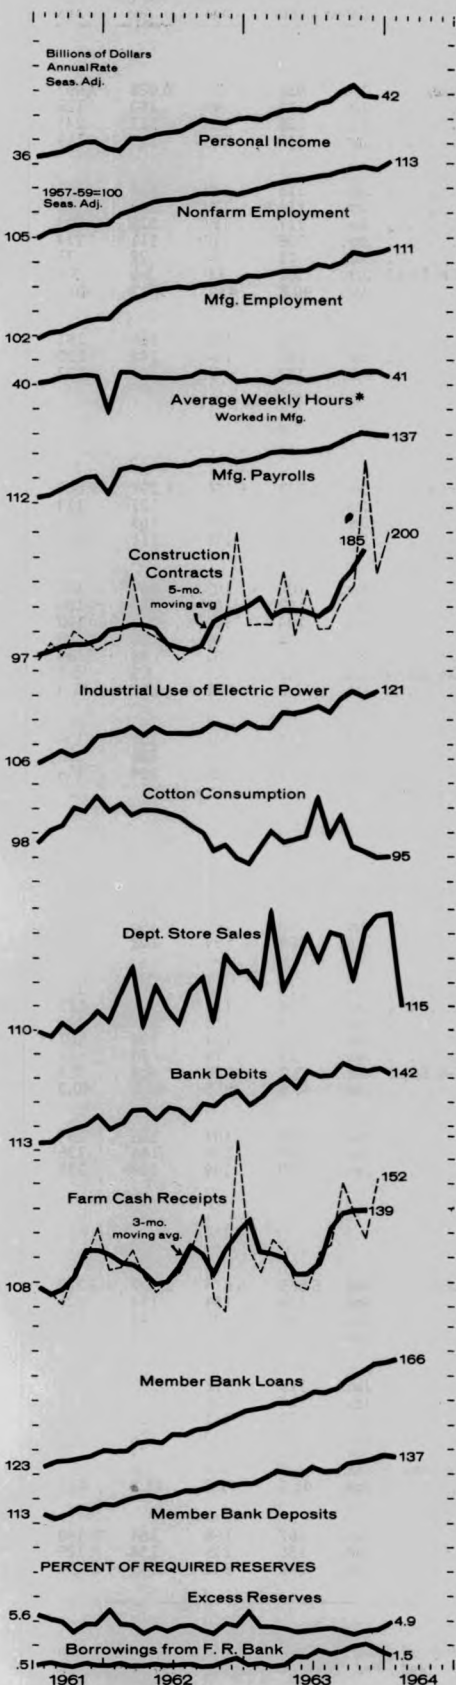 Billions of Dollars
Annual Rate
Seas. Adj.
42
36
Personal Income
113
1957-59=100
Seas. Adj.
Nonfarm Employment
105
111
Mfg. Employment
102
40
41
Average Weekly Hours*
Worked in Mfg.
137
Mfg. Payrolls
112
185
200
Construction
Contracts
5-mo.
moving avg
97
Industrial Use of Electric Power
121
106
Cotton Consumption
98
95
Dept. Store Sales
115
110
Bank Debits
142
113
152
Farm Cash Receipts
139
3-mo.
moving avg.
108
166
Member Bank Loans
123
137
113
Member Bank Deposits
PERCENT OF REQUIRED RESERVES
Excess Reserves
5.6
4.9
Borrowings from F. R. Bank
.51
1.5
1961 1962 1963 1964